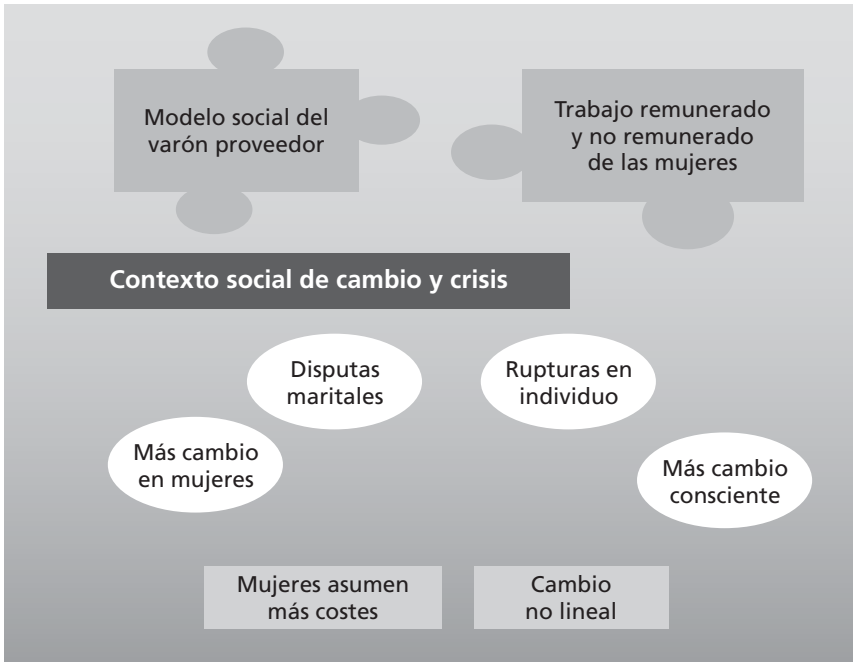 Modelo social del
varón proveedor
Trabajo remunerado
y no remunerado
de las mujeres
Contexto social de cambio y crisis
Disputas
maritales
Rupturas en
individuo
Más cambio
en mujeres
Más cambio
consciente
Mujeres asumen
más costes
Cambio
no lineal